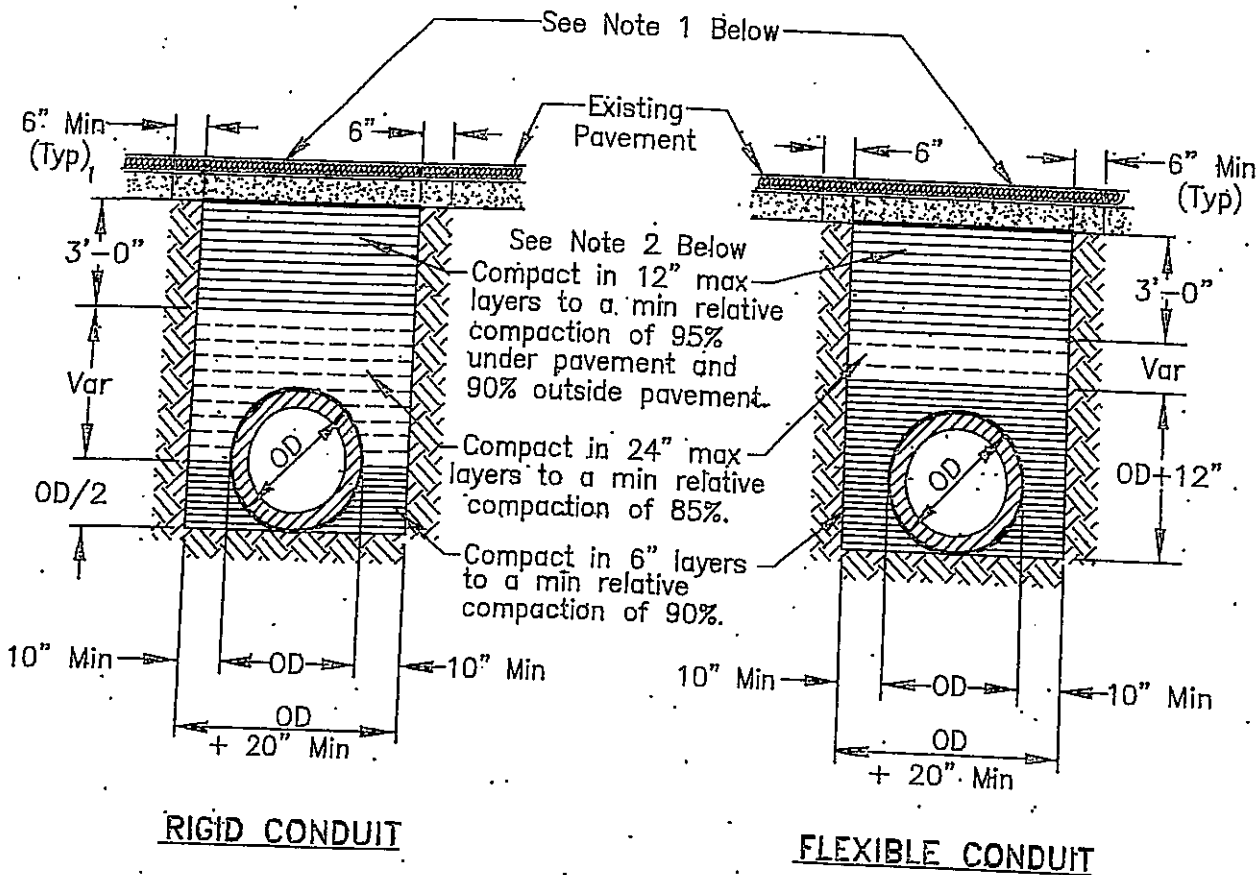 See Note 1 Below
6" Min
(Typ)
6"
Existing
Pavement
6"
6" Min
(Typ)
3'-0"
See Note 2 Below
Compact in 12" max
layers to a min relative
compaction of 95%
under pavement and
90% outside pavement.
3'-0"
Var
Var
OD
Compact in 24" max
layers to a min relative
compaction of 85%.
OD
OD+12"
OD/2
Compact in 6" layers
to a min relative
compaction of 90%.
10" Min
OD
10" Min
10" Min
OD
10" Min
OD
+ 20" Min
OD
+ 20" Min
RIGID CONDUIT
FLEXIBLE CONDUIT